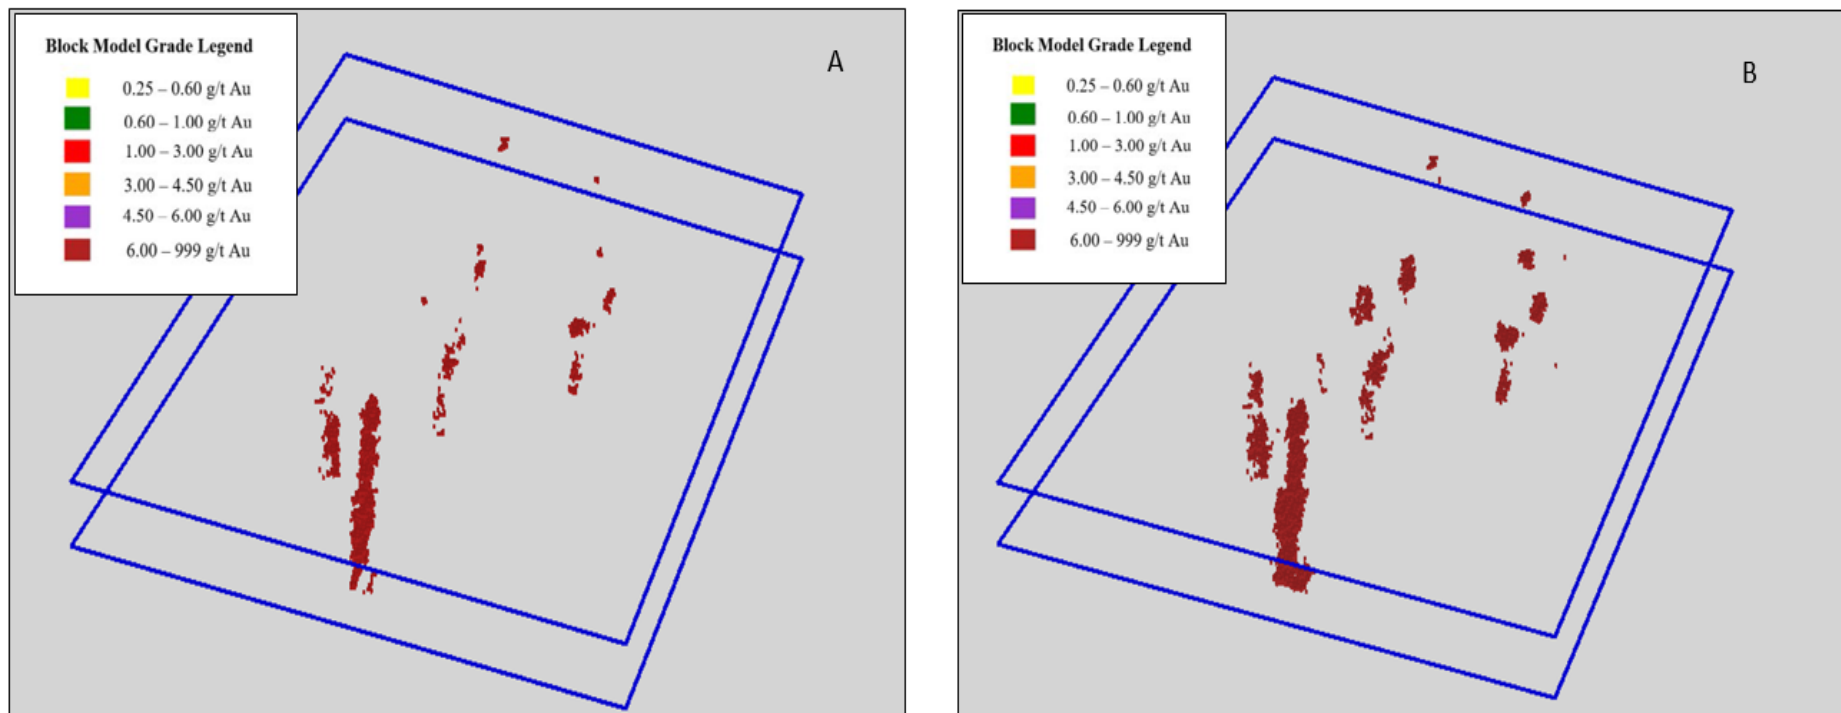 Block Model Grade Legend
0.25 – 0.60 g/t Au
0.60 – 1.00 g/t Au
1.00 – 3.00 g/t Au
3.00 – 4.50 g/t Au
4.50 – 6.00 g/t Au
6.00 – 999 g/t Au
A
Block Model Grade Legend
0.25 – 0.60 g/t Au
0.60 – 1.00 g/t Au
1.00 – 3.00 g/t Au
3.00 – 4.50 g/t Au
4.50 – 6.00 g/t Au
6.00 – 999 g/t Au
B